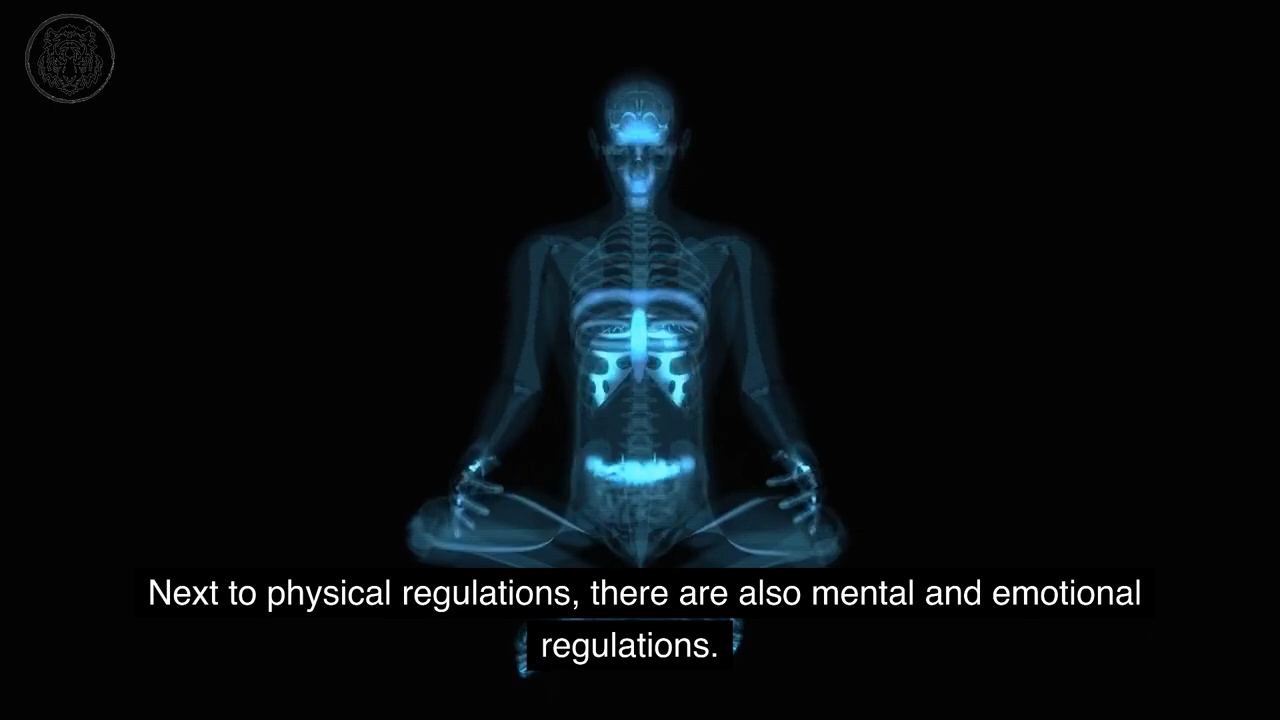 Next to physical regulations, there are also mental and emotional
regulations.